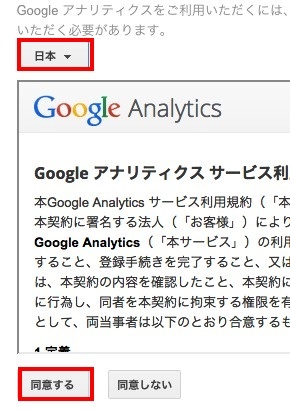 Google アナリティクスをご利用いただくには、
いただく必要があります。
日本
Google Analytics
Google アナリティクス サービス利
本Google Analytics サービス利用規約（「本
本契約に署名する法人（「お客様」）により
Google Analytics（「本サービス」）の利用
すること、登録手続きを完了すること、又は
は、本契約の内容を確認したこと、本契約に
に行為し、同者を本契約に拘束する権限を有
として、両当事者は以下のとおり合意するも
1.定義
同意する
同意しない